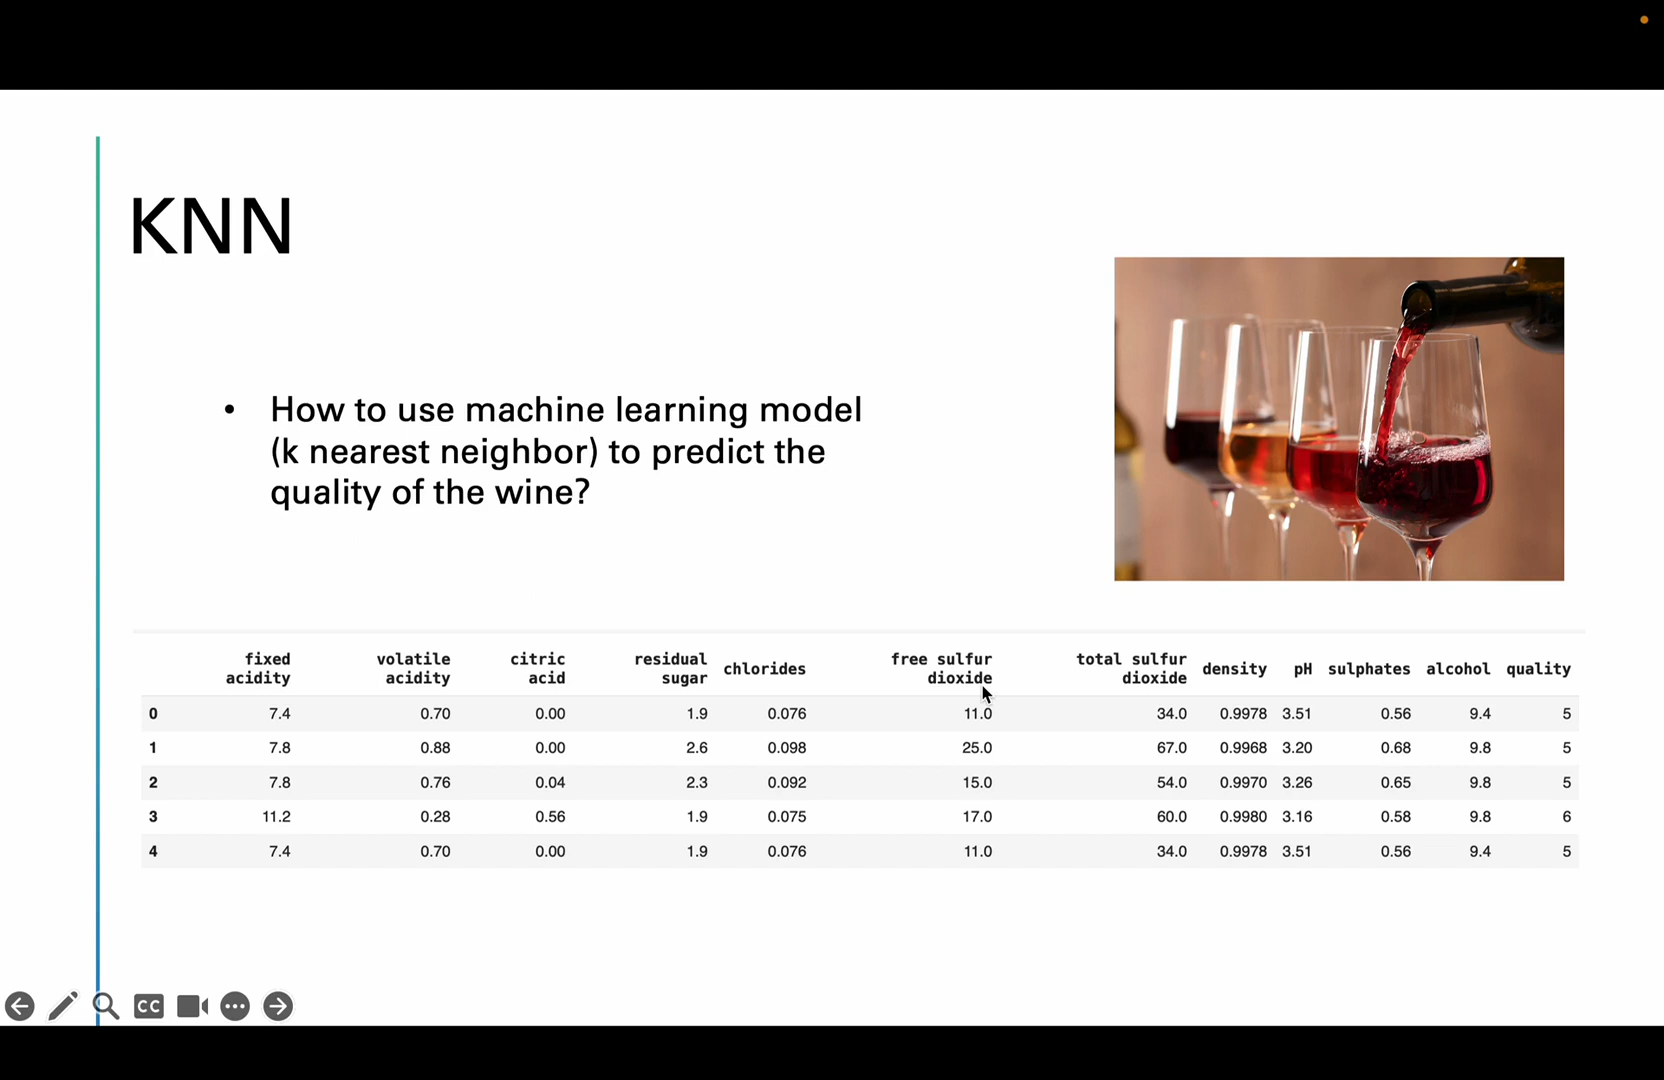 KNN
• How to use machine learning model
(k nearest neighbor) to predict the
quality of the wine?
fixed acidity volatile acidity citric acid residual sugar chlorides free sulfur dioxide total sulfur dioxide density pH sulphates alcohol quality
0 7.4 0.70 0.00 1.9 0.076 11.0 34.0 0.9978 3.51 0.56 9.4 5
1 7.8 0.88 0.00 2.6 0.098 25.0 67.0 0.9968 3.20 0.68 9.8 5
2 7.8 0.76 0.04 2.3 0.092 15.0 54.0 0.9970 3.26 0.65 9.8 5
3 11.2 0.28 0.56 1.9 0.075 17.0 60.0 0.9980 3.16 0.58 9.8 6
4 7.4 0.70 0.00 1.9 0.076 11.0 34.0 0.9978 3.51 0.56 9.4 5
CC